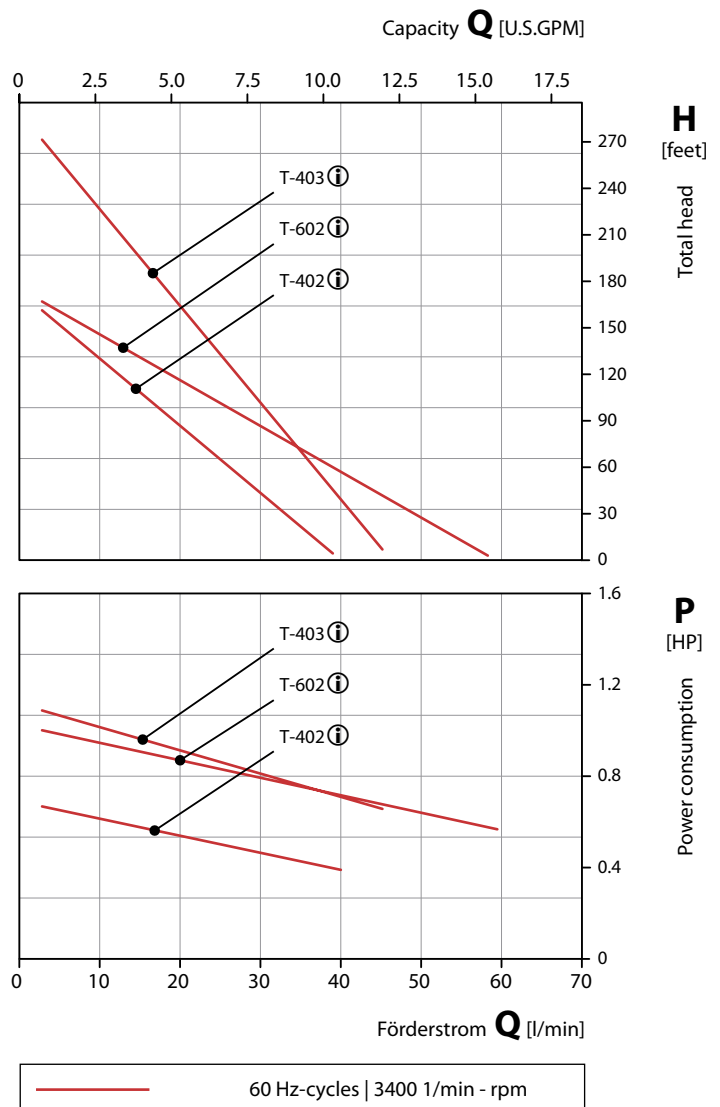 Capacity Q [U.S.GPM]
0 2.5 5.0 7.5 10.0 12.5 15.0 17.5
H
[feet]
Total head
270
240
210
180
150
120
90
60
30
0
T-403 i
T-602 i
T-402 i
1.6
P
[HP]
Power consumption
1.2
0.8
0.4
0
T-403 i
T-602 i
T-402 i
0 10 20 30 40 50 60 70
Förderstrom Q [l/min]
60 Hz-cycles | 3400 1/min - rpm